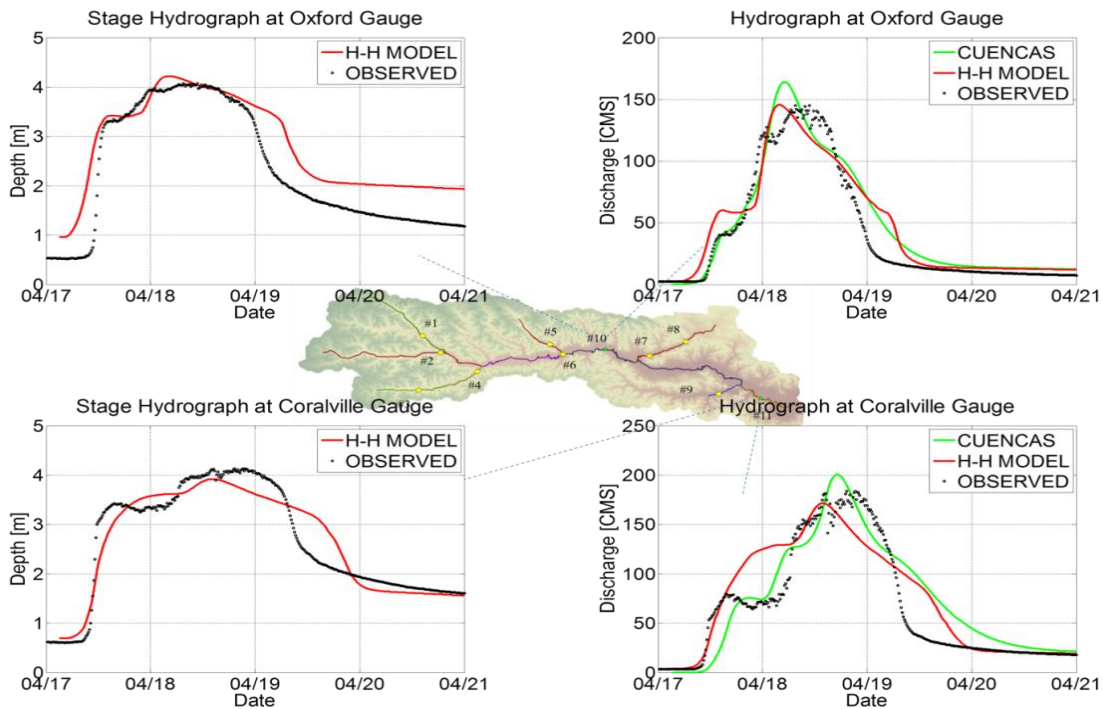 Stage Hydrograph at Oxford Gauge
5
4
3
2
1
0
Depth [m]
H-H MODEL
OBSERVED
04/17 04/18 04/19 04/20 04/21
Date
Hydrograph at Oxford Gauge
200
150
100
50
0
Discharge [CMS]
CUENCAS
H-H MODEL
OBSERVED
04/17 04/18 04/19 04/20 04/21
Date
#1
#2
#4
#5
#6
#10
#7
#8
#9
#11
Stage Hydrograph at Coralville Gauge
5
4
3
2
1
0
Depth [m]
H-H MODEL
OBSERVED
04/17 04/18 04/19 04/20 04/21
Date
Hydrograph at Coralville Gauge
250
200
150
100
50
0
Discharge [CMS]
CUENCAS
H-H MODEL
OBSERVED
04/17 04/18 04/19 04/20 04/21
Date